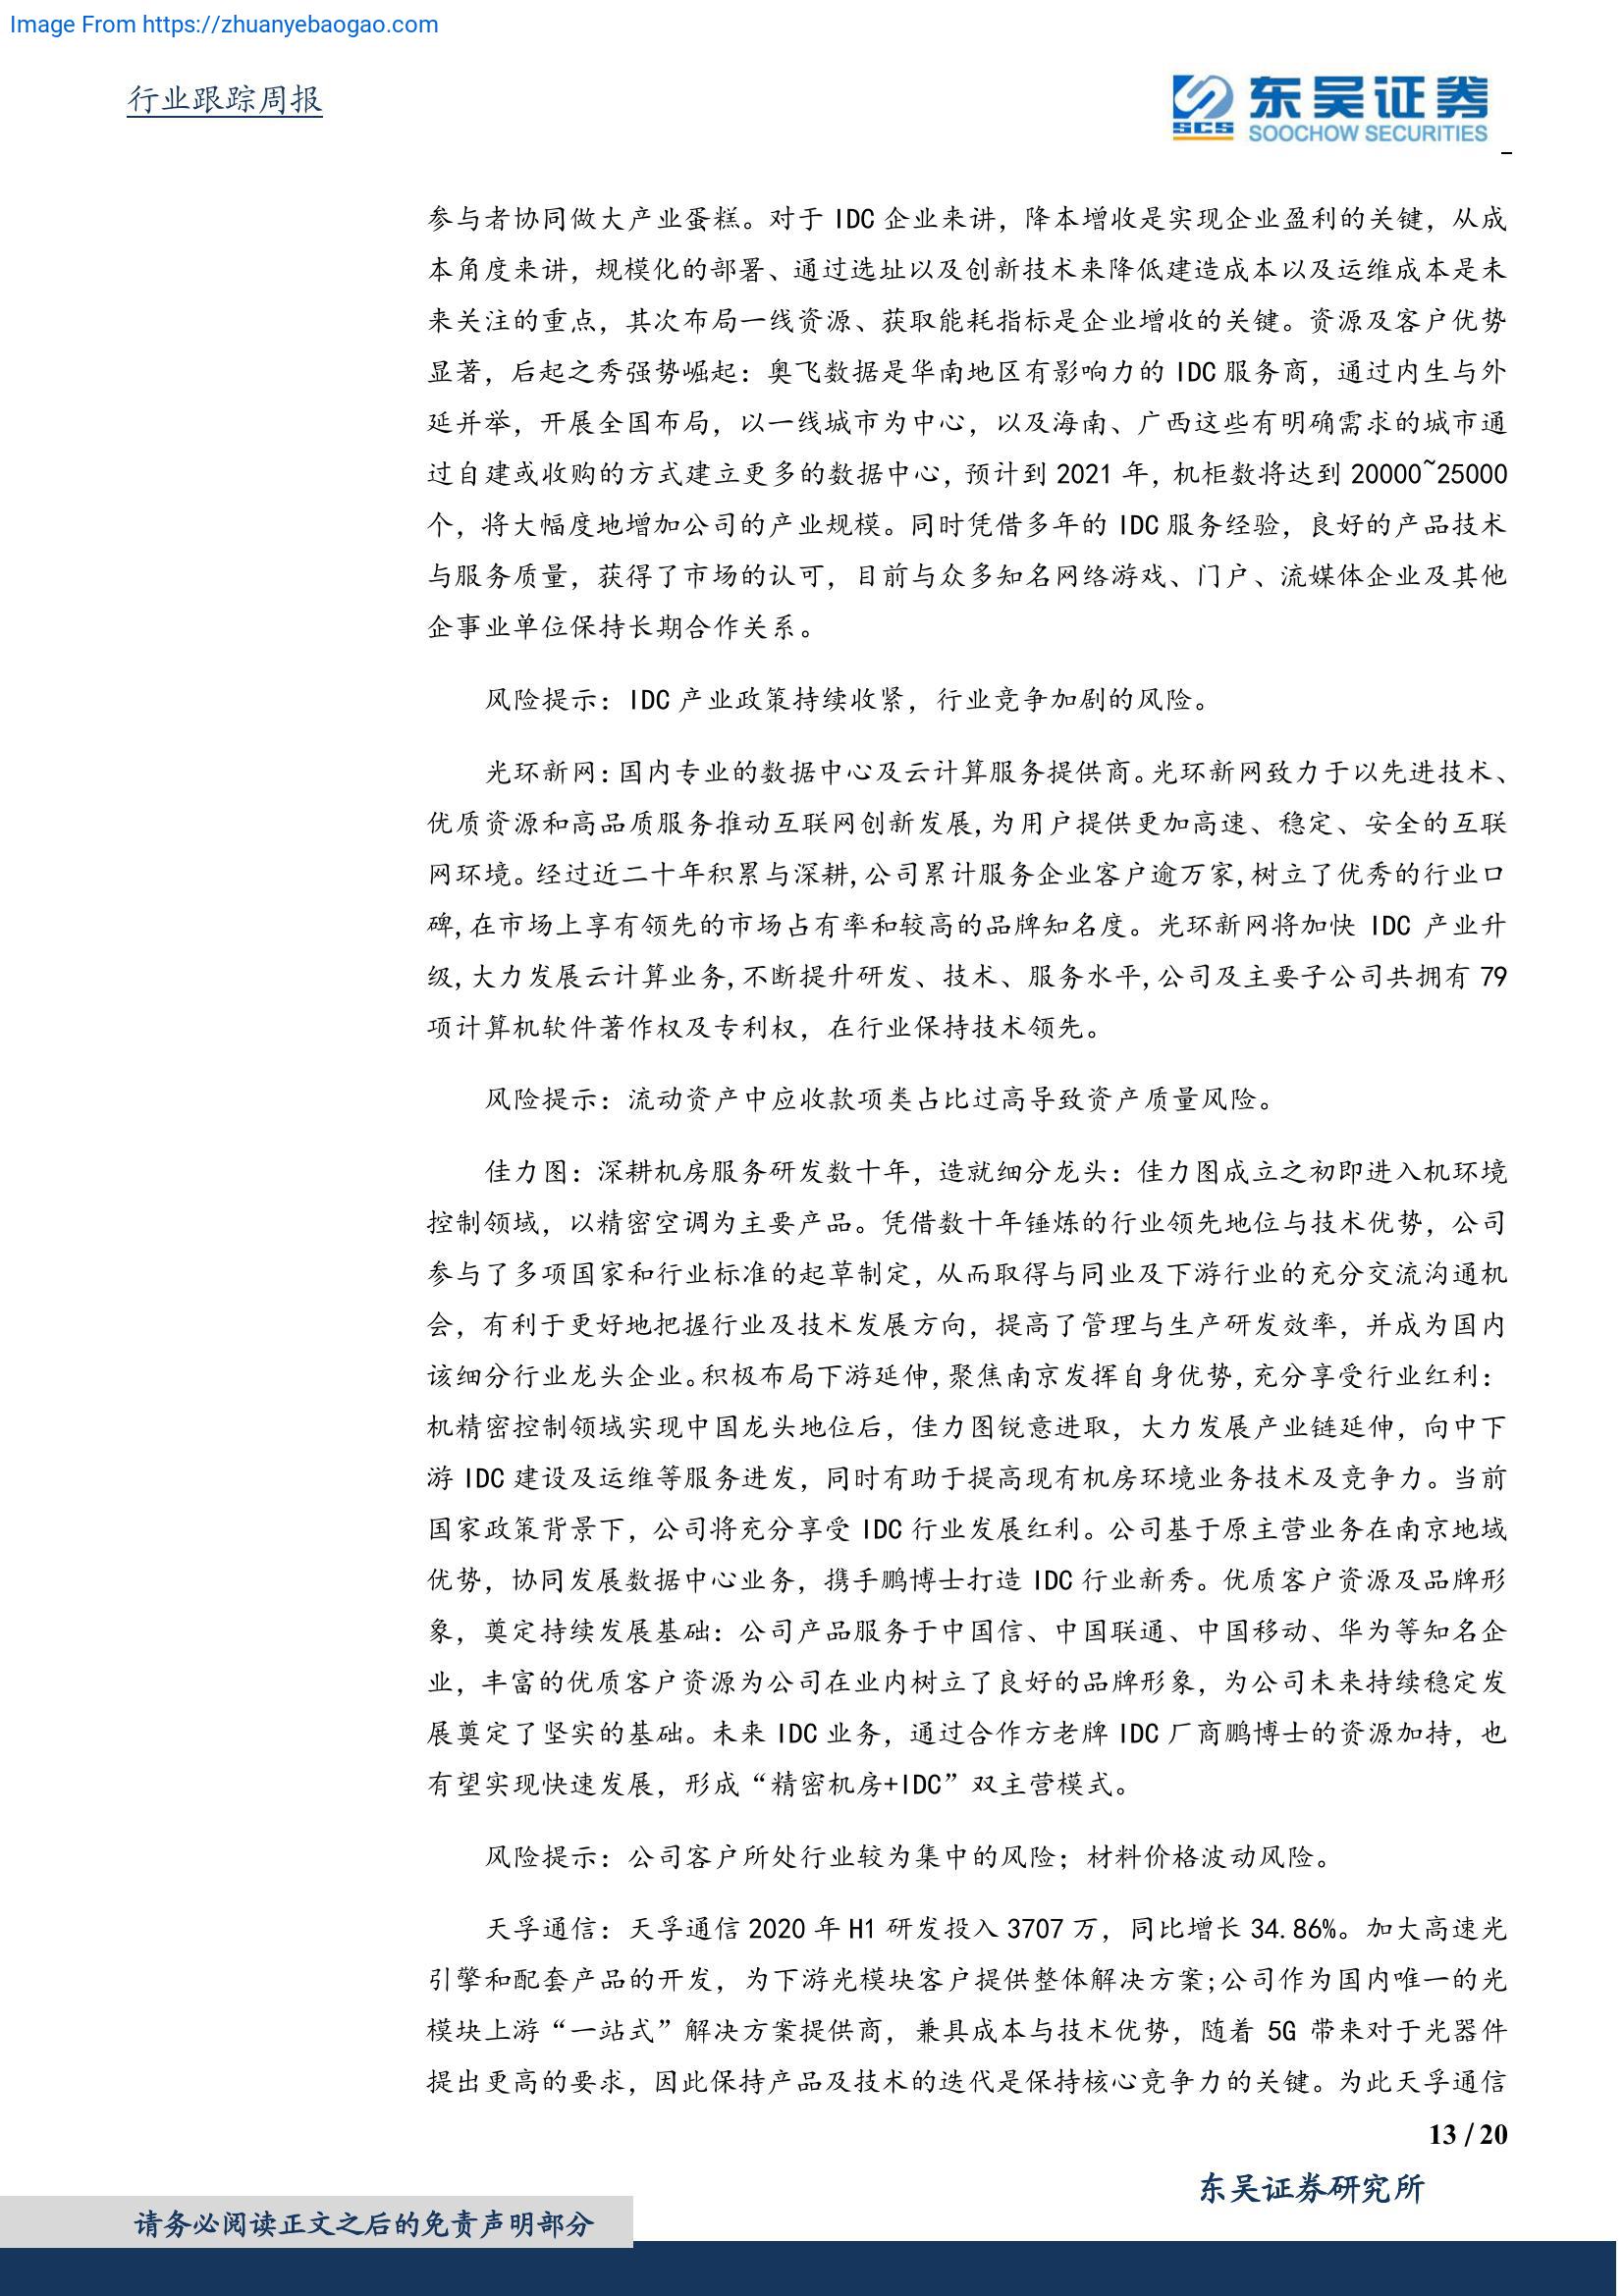 Image From https://zhuanyebaogao.com
行业跟踪周报
SCS
东吴证券
SOOCHOW SECURITIES
参与者协同做大产业蛋糕。对于 IDC 企业来讲，降本增收是实现企业盈利的关键，从成
本角度来讲，规模化的部署、通过选址以及创新技术来降低建造成本以及运维成本是未
来关注的重点，其次布局一线资源、获取能耗指标是企业增收的关键。资源及客户优势
显著，后起之秀强势崛起：奥飞数据是华南地区有影响力的 IDC 服务商，通过内生与外
延并举，开展全国布局，以一线城市为中心，以及海南、广西这些有明确需求的城市通
过自建或收购的方式建立更多的数据中心，预计到 2021 年，机柜数将达到 20000~25000
个，将大幅度地增加公司的产业规模。同时凭借多年的 IDC 服务经验，良好的产品技术
与服务质量，获得了市场的认可，目前与众多知名网络游戏、门户、流媒体企业及其他
企事业单位保持长期合作关系。
风险提示：IDC 产业政策持续收紧，行业竞争加剧的风险。
光环新网：国内专业的数据中心及云计算服务提供商。光环新网致力于以先进技术、
优质资源和高品质服务推动互联网创新发展,为用户提供更加高速、稳定、安全的互联
网环境。经过近二十年积累与深耕,公司累计服务企业客户逾万家,树立了优秀的行业口
碑,在市场上享有领先的市场占有率和较高的品牌知名度。光环新网将加快 IDC 产业升
级,大力发展云计算业务,不断提升研发、技术、服务水平,公司及主要子公司共拥有 79
项计算机软件著作权及专利权，在行业保持技术领先。
风险提示：流动资产中应收款项类占比过高导致资产质量风险。
佳力图：深耕机房服务研发数十年，造就细分龙头：佳力图成立之初即进入机环境
控制领域，以精密空调为主要产品。凭借数十年锤炼的行业领先地位与技术优势，公司
参与了多项国家和行业标准的起草制定，从而取得与同业及下游行业的充分交流沟通机
会，有利于更好地把握行业及技术发展方向，提高了管理与生产研发效率，并成为国内
该细分行业龙头企业。积极布局下游延伸,聚焦南京发挥自身优势,充分享受行业红利：
机精密控制领域实现中国龙头地位后，佳力图锐意进取，大力发展产业链延伸，向中下
游 IDC 建设及运维等服务进发，同时有助于提高现有机房环境业务技术及竞争力。当前
国家政策背景下，公司将充分享受 IDC 行业发展红利。公司基于原主营业务在南京地域
优势，协同发展数据中心业务，携手鹏博士打造 IDC 行业新秀。优质客户资源及品牌形
象，奠定持续发展基础：公司产品服务于中国信、中国联通、中国移动、华为等知名企
业，丰富的优质客户资源为公司在业内树立了良好的品牌形象，为公司未来持续稳定发
展奠定了坚实的基础。未来 IDC 业务，通过合作方老牌 IDC 厂商鹏博士的资源加持，也
有望实现快速发展，形成“精密机房+IDC”双主营模式。
风险提示：公司客户所处行业较为集中的风险；材料价格波动风险。
天孚通信：天孚通信 2020 年 H1 研发投入 3707 万，同比增长 34.86%。加大高速光
引擎和配套产品的开发，为下游光模块客户提供整体解决方案;公司作为国内唯一的光
模块上游“一站式”解决方案提供商，兼具成本与技术优势，随着 5G 带来对于光器件
提出更高的要求，因此保持产品及技术的迭代是保持核心竞争力的关键。为此天孚通信
13 / 20
东吴证券研究所
请务必阅读正文之后的免责声明部分